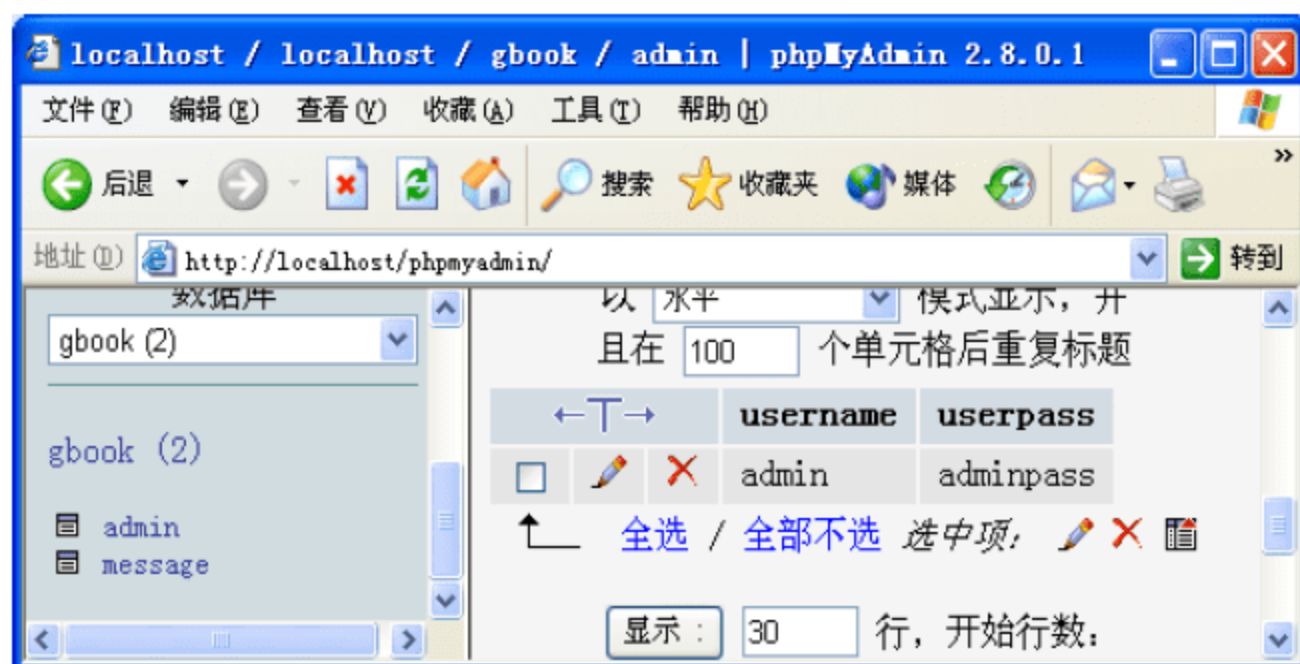 localhost / localhost / gbook / admin | phpMyAdmin 2.8.0.1
文件(F) 编辑(E) 查看(V) 收藏(A) 工具(T) 帮助(H)
后退 搜索 收藏夹 媒体 »
地址(D) http://localhost/phpmyadmin/ 转到
数据库
gbook (2)
gbook (2)
admin
message
以 水平 模式显示，并
且在 100 个单元格后重复标题
←T→ username userpass
admin adminpass
全选 / 全部不选 选中项:
显示 : 30 行，开始行数: